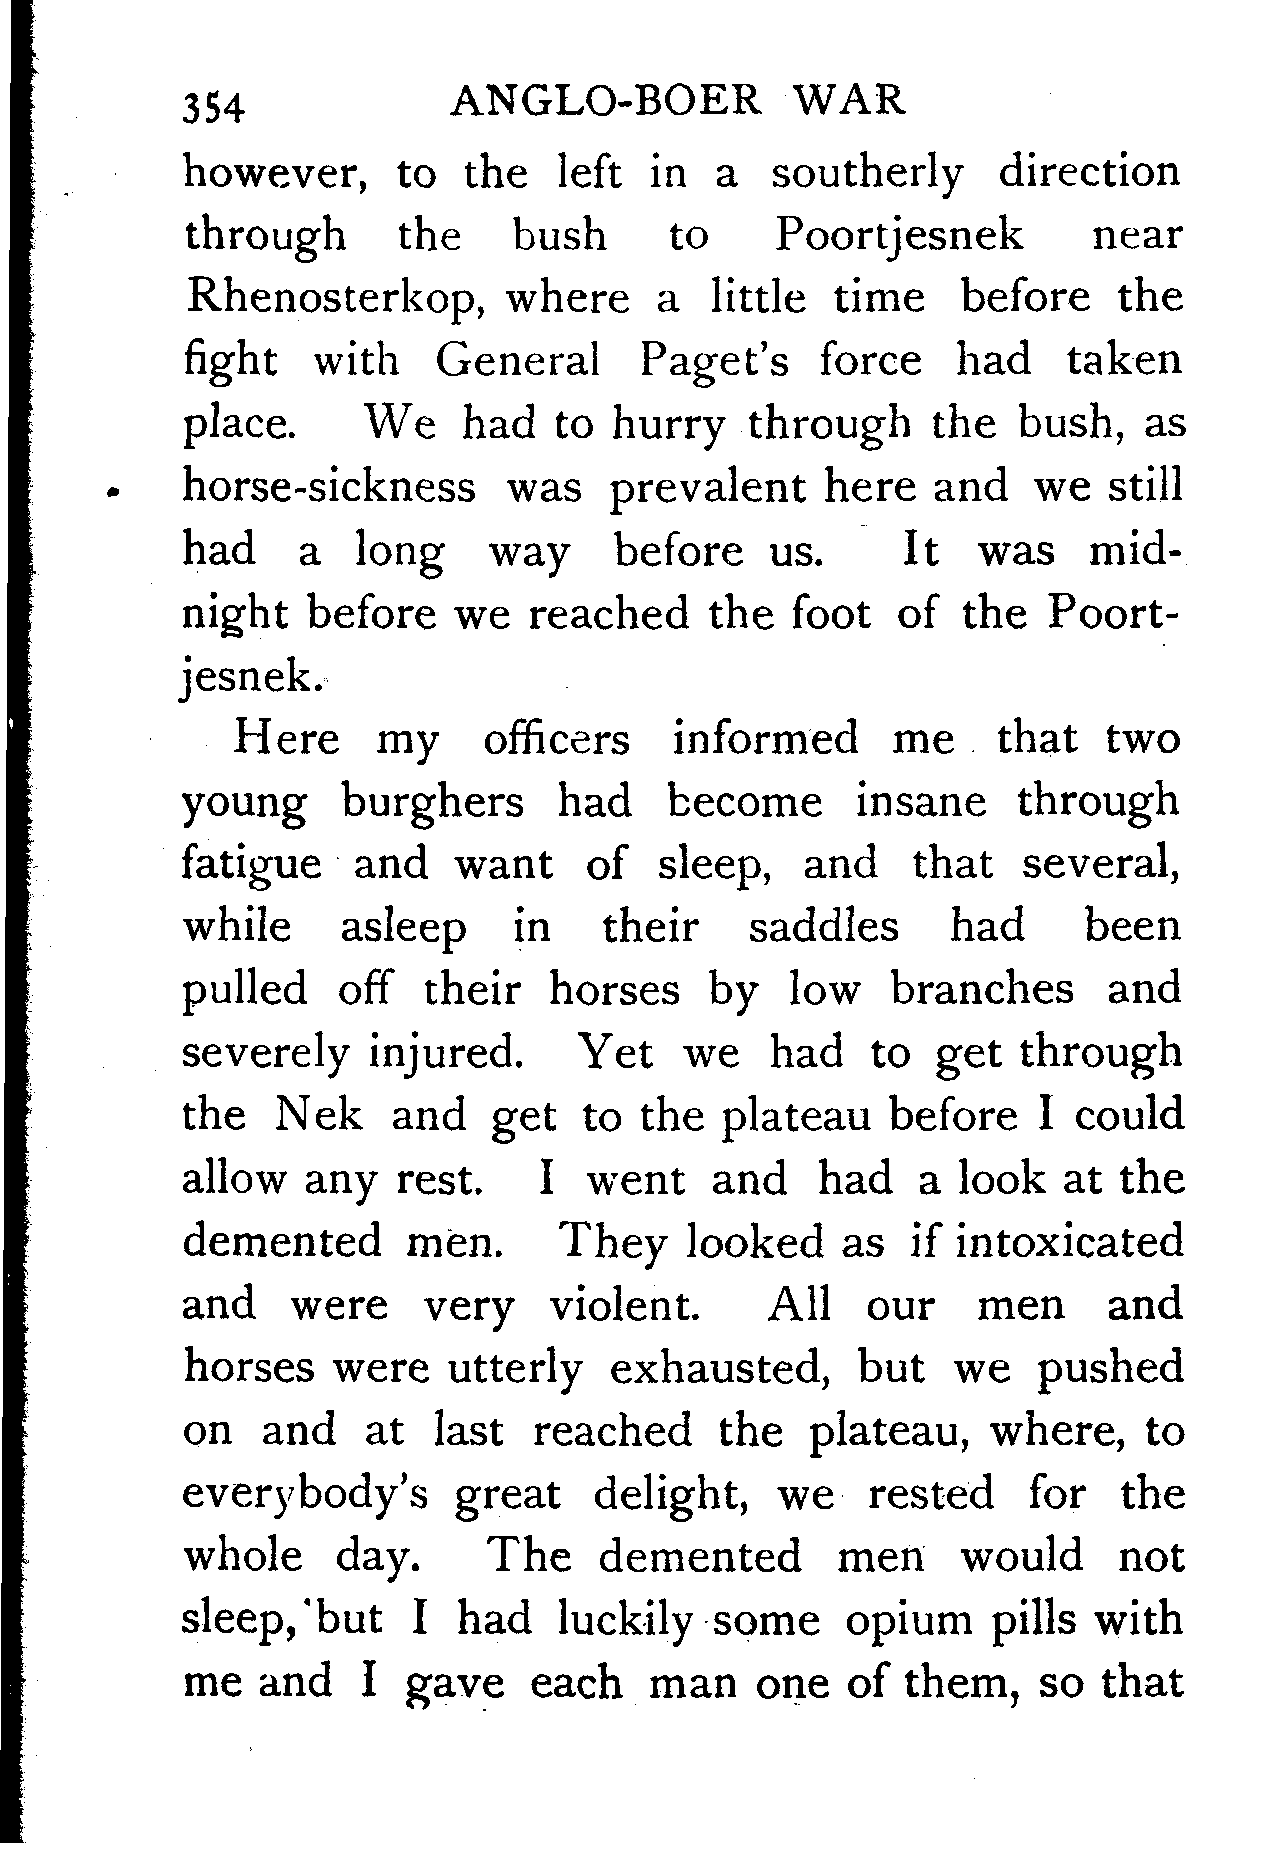 354 ANGLO-BOER WAR
however, to the left in a southerly direction
through the bush to Poortjesnek near
Rhenosterkop, where a little time before the
fight with General Paget's force had taken
place. We had to hurry through the bush, as
horse-sickness was prevalent here and we still
had a long way before us. It was mid-
night before we reached the foot of the Poort-
jesnek.
Here my officers informed me that two
young burghers had become insane through
fatigue and want of sleep, and that several,
while asleep in their saddles had been
pulled off their horses by low branches and
severely injured. Yet we had to get through
the Nek and get to the plateau before I could
allow any rest. I went and had a look at the
demented men. They looked as if intoxicated
and were very violent. All our men and
horses were utterly exhausted, but we pushed
on and at last reached the plateau, where, to
everybody's great delight, we rested for the
whole day. The demented men would not
sleep, but I had luckily some opium pills with
me and I gave each man one of them, so that